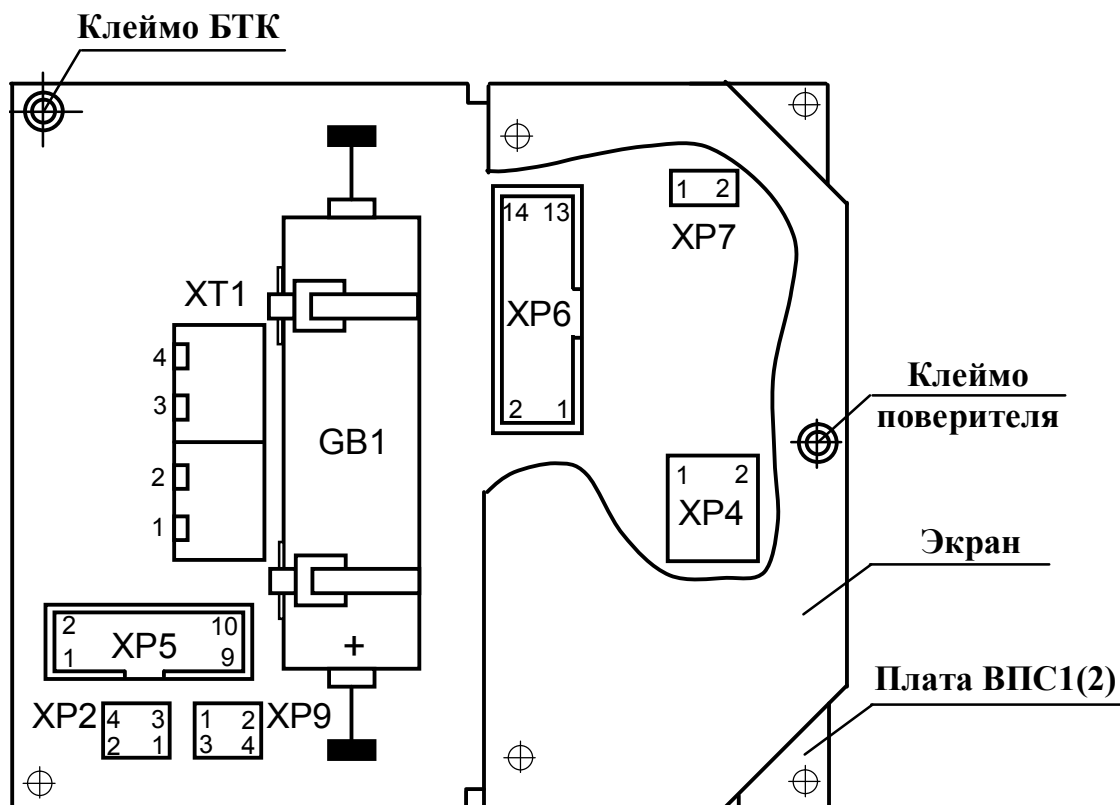 Клеймо БТК
1 2
XP7
14 13
XP6
2 1
XT1
4
3
2
1
GB1
+
Клеймо
поверителя
1 2
XP4
Экран
2 10
XP5
1 9
Плата ВПС1(2)
XP2
4 3
2 1
1 2
3 4
XP9